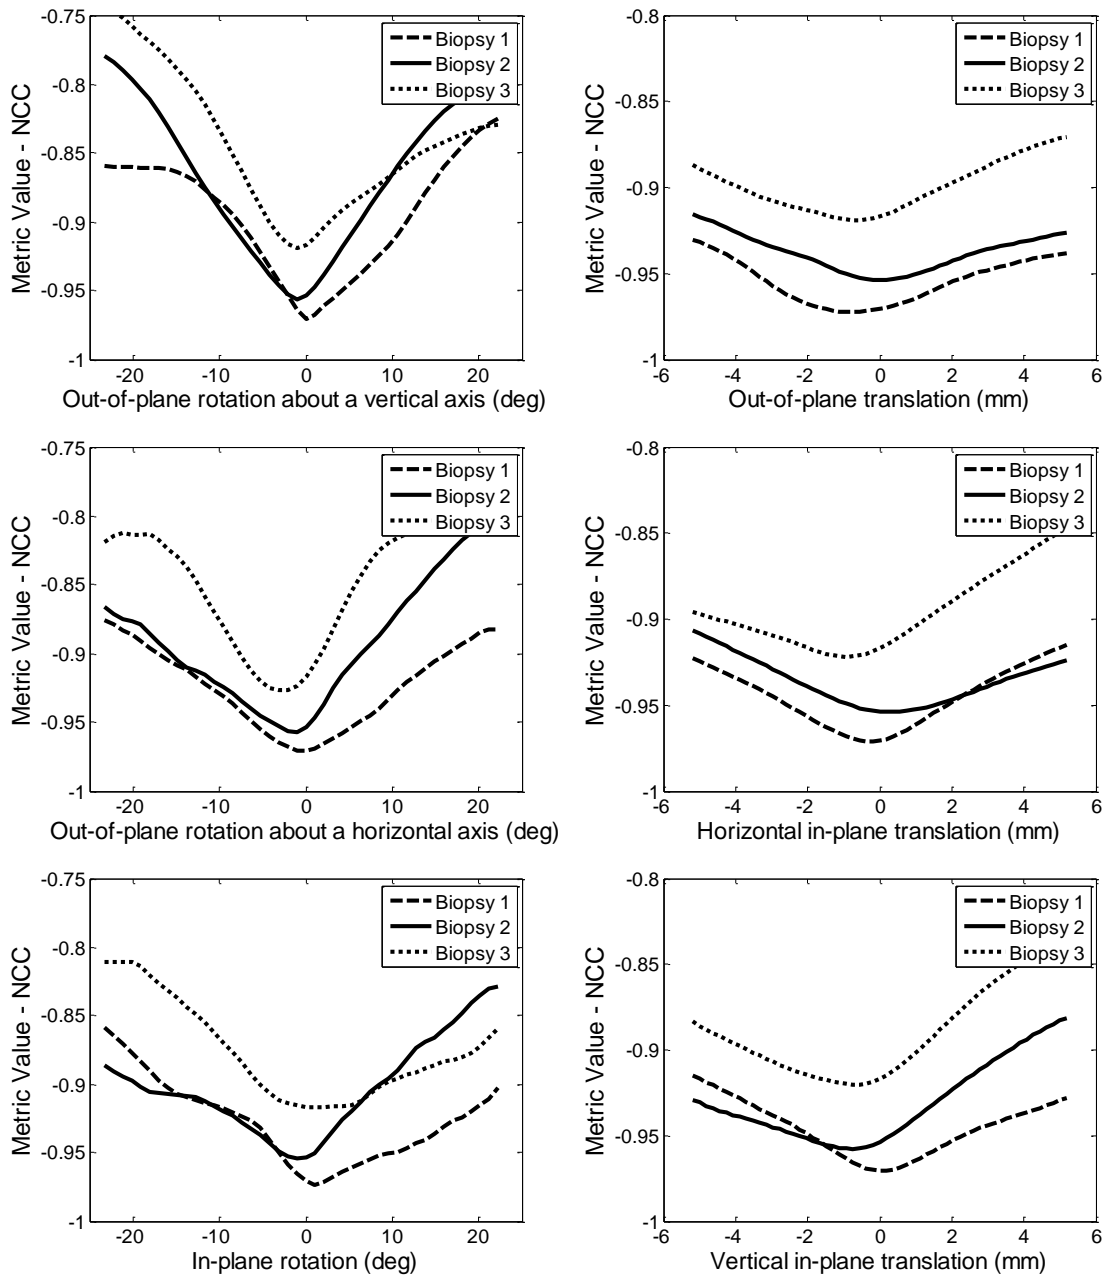 -0.75
-0.8
-0.85
-0.9
-0.95
-1
-20
-10
0
10
20
Metric Value - NCC
Out-of-plane rotation about a vertical axis (deg)
Biopsy 1
Biopsy 2
Biopsy 3
-0.8
-0.85
-0.9
-0.95
-1
-6
-4
-2
0
2
4
6
Metric Value - NCC
Out-of-plane translation (mm)
Biopsy 1
Biopsy 2
Biopsy 3
-0.75
-0.8
-0.85
-0.9
-0.95
-1
-20
-10
0
10
20
Metric Value - NCC
Out-of-plane rotation about a horizontal axis (deg)
Biopsy 1
Biopsy 2
Biopsy 3
-0.8
-0.85
-0.9
-0.95
-1
-6
-4
-2
0
2
4
6
Metric Value - NCC
Horizontal in-plane translation (mm)
Biopsy 1
Biopsy 2
Biopsy 3
-0.75
-0.8
-0.85
-0.9
-0.95
-1
-20
-10
0
10
20
Metric Value - NCC
In-plane rotation (deg)
Biopsy 1
Biopsy 2
Biopsy 3
-0.8
-0.85
-0.9
-0.95
-1
-6
-4
-2
0
2
4
6
Metric Value - NCC
Vertical in-plane translation (mm)
Biopsy 1
Biopsy 2
Biopsy 3